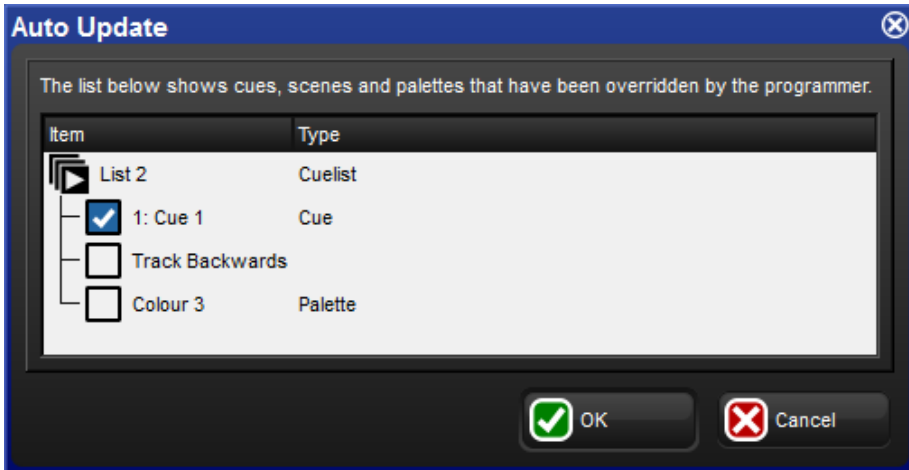 Auto Update
The list below shows cues, scenes and palettes that have been overridden by the programmer.
Item Type
List 2 Cuelist
1: Cue 1 Cue
Track Backwards
Colour 3 Palette
OK Cancel